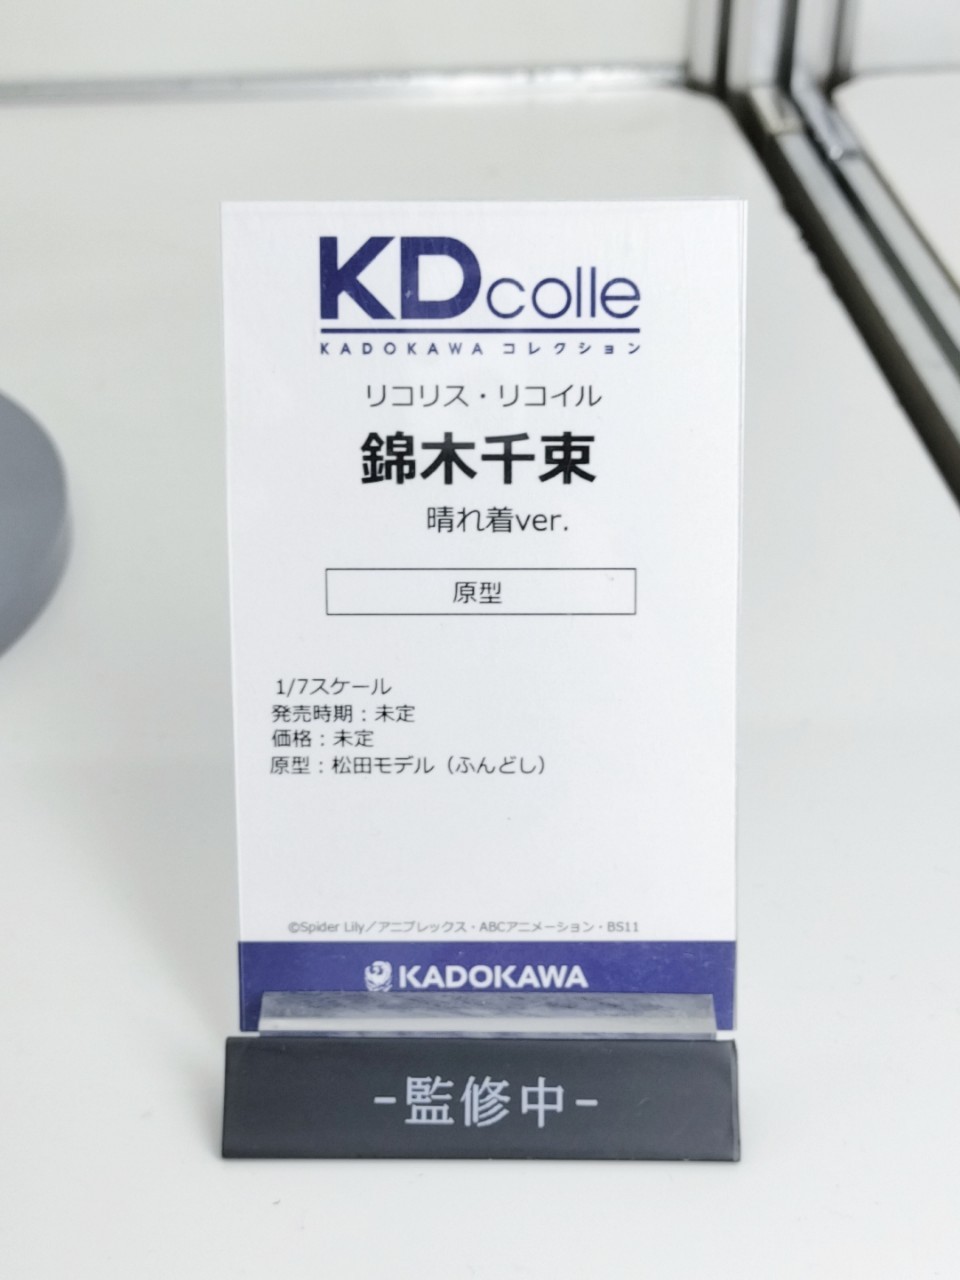 KDcolle
KADOKAWA コレクション
リコリス・リコイル
錦木千束
晴れ着ver.
原型
1/7スケール
発売時期：未定
価格：未定
原型：松田モデル（ふんどし）
©Spider Lily／アニプレックス・ABCアニメーション・BS11
KADOKAWA
-監修中-